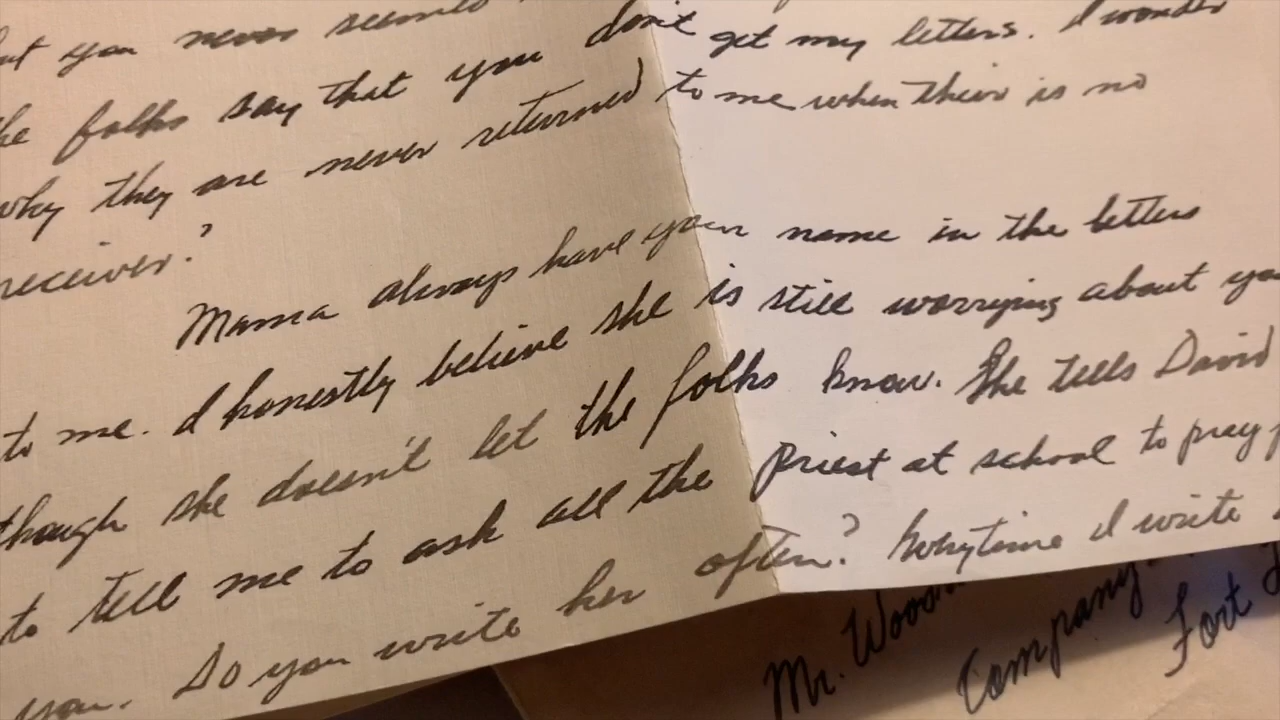 but you never seemed
the folks say that you don't get my letters. I wonder
why they are never returned to me when their is no
receiver?
Mama always have your name in the letters
to me. I honestly believe she is still worrying about you
though she doesn't let the folks know. She tells David
to tell me to ask all the priest at school to pray
you. Do you write her often? Anytime I write
Mr.
Company
Fort